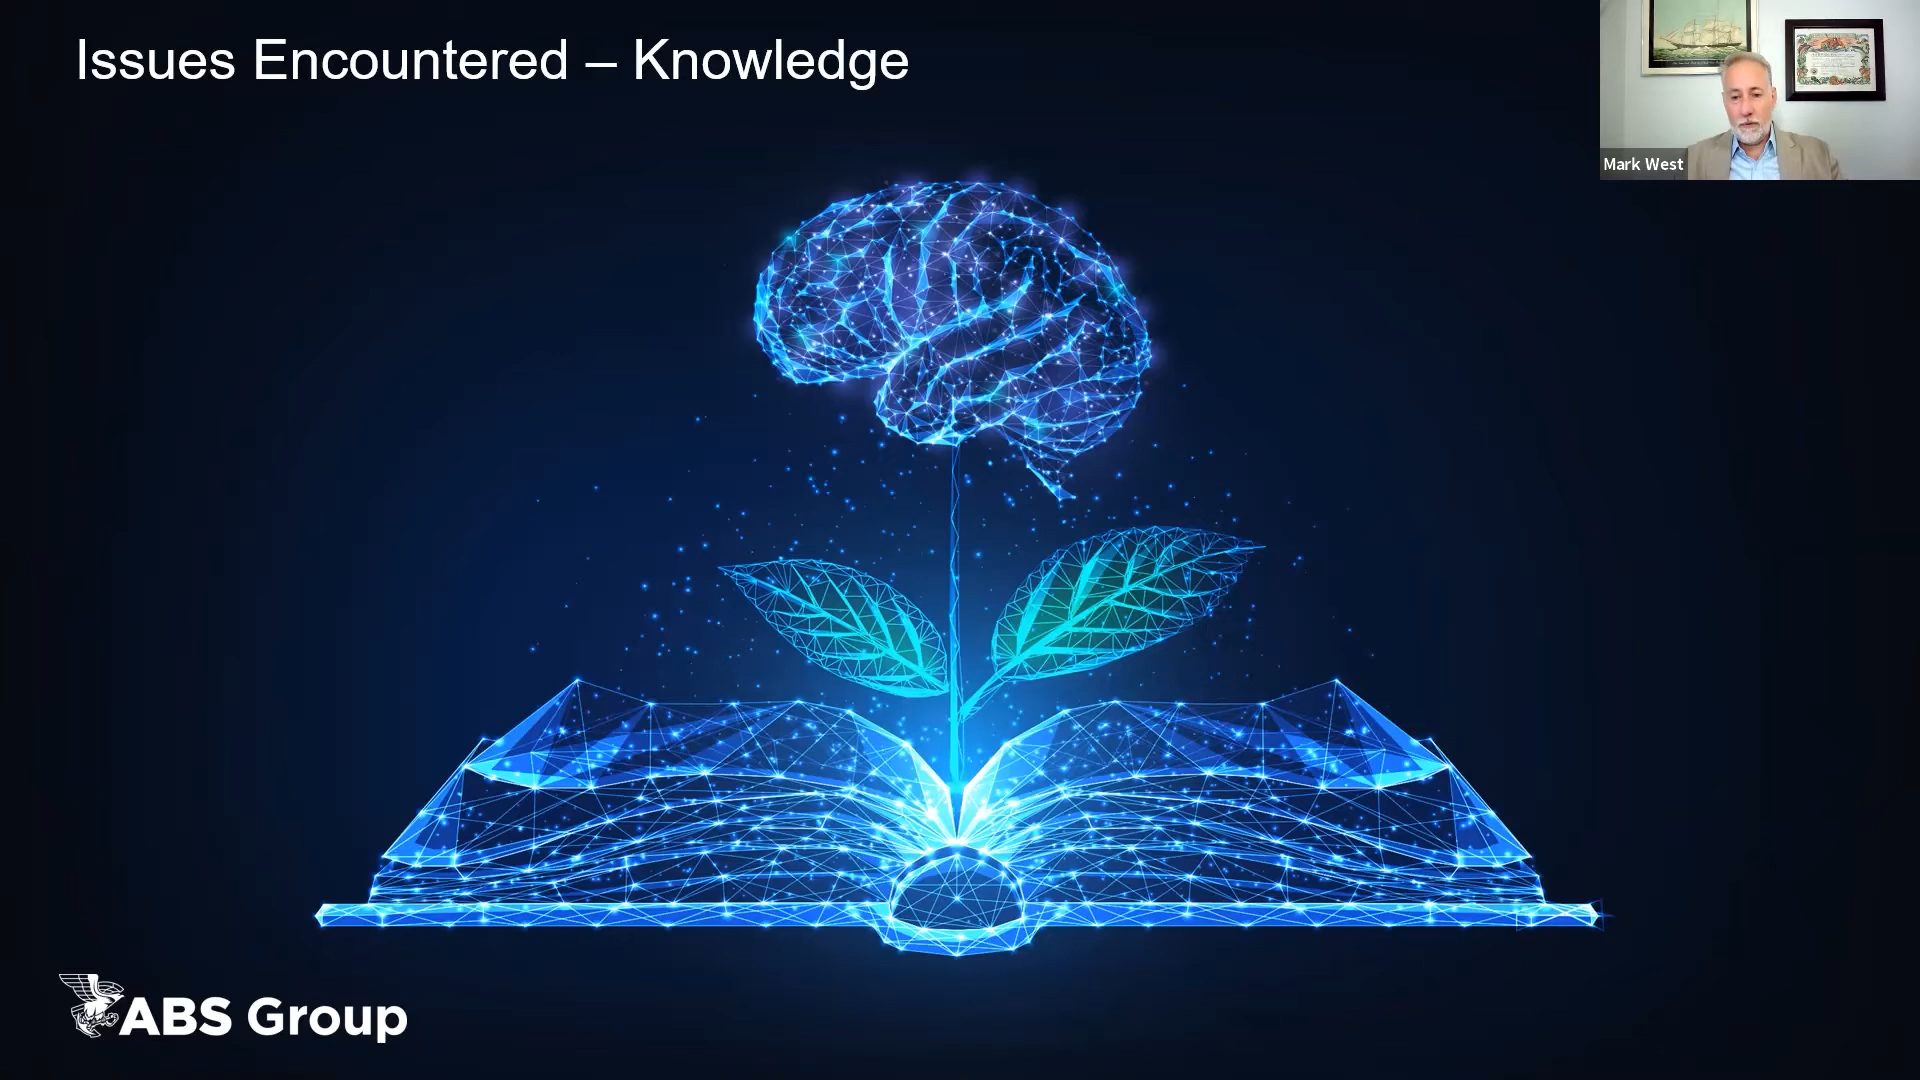 Issues Encountered – Knowledge
Mark West
ABS Group